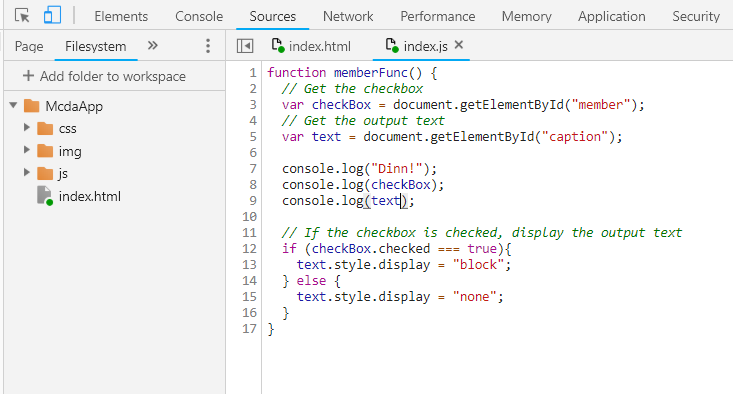 Elements Console Sources Network Performance Memory Application Security
Page Filesystem » index.html index.js ×
+ Add folder to workspace
McdaApp
css
img
js
index.html
1 function memberFunc() {
2 // Get the checkbox
3 var checkBox = document.getElementById("member");
4 // Get the output text
5 var text = document.getElementById("caption");
6
7 console.log("Dinn!");
8 console.log(checkBox);
9 console.log(text);
10
11 // If the checkbox is checked, display the output text
12 if (checkBox.checked === true){
13 text.style.display = "block";
14 } else {
15 text.style.display = "none";
16 }
17 }